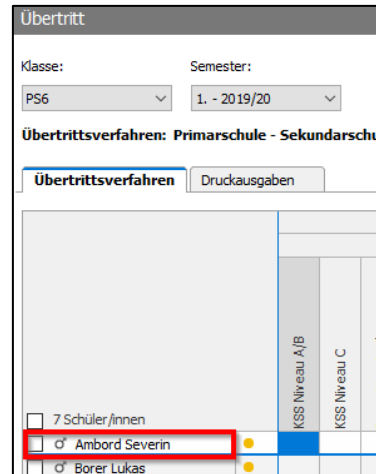 Übertritt
Klasse:
Semester:
PS6
1. - 2019/20
Übertrittsverfahren: Primarschule - Sekundarschu
Übertrittsverfahren
Druckausgaben
KSS Niveau A/B
KSS Niveau C
7 Schüler/innen
Ambord Severin
Borer Lukas